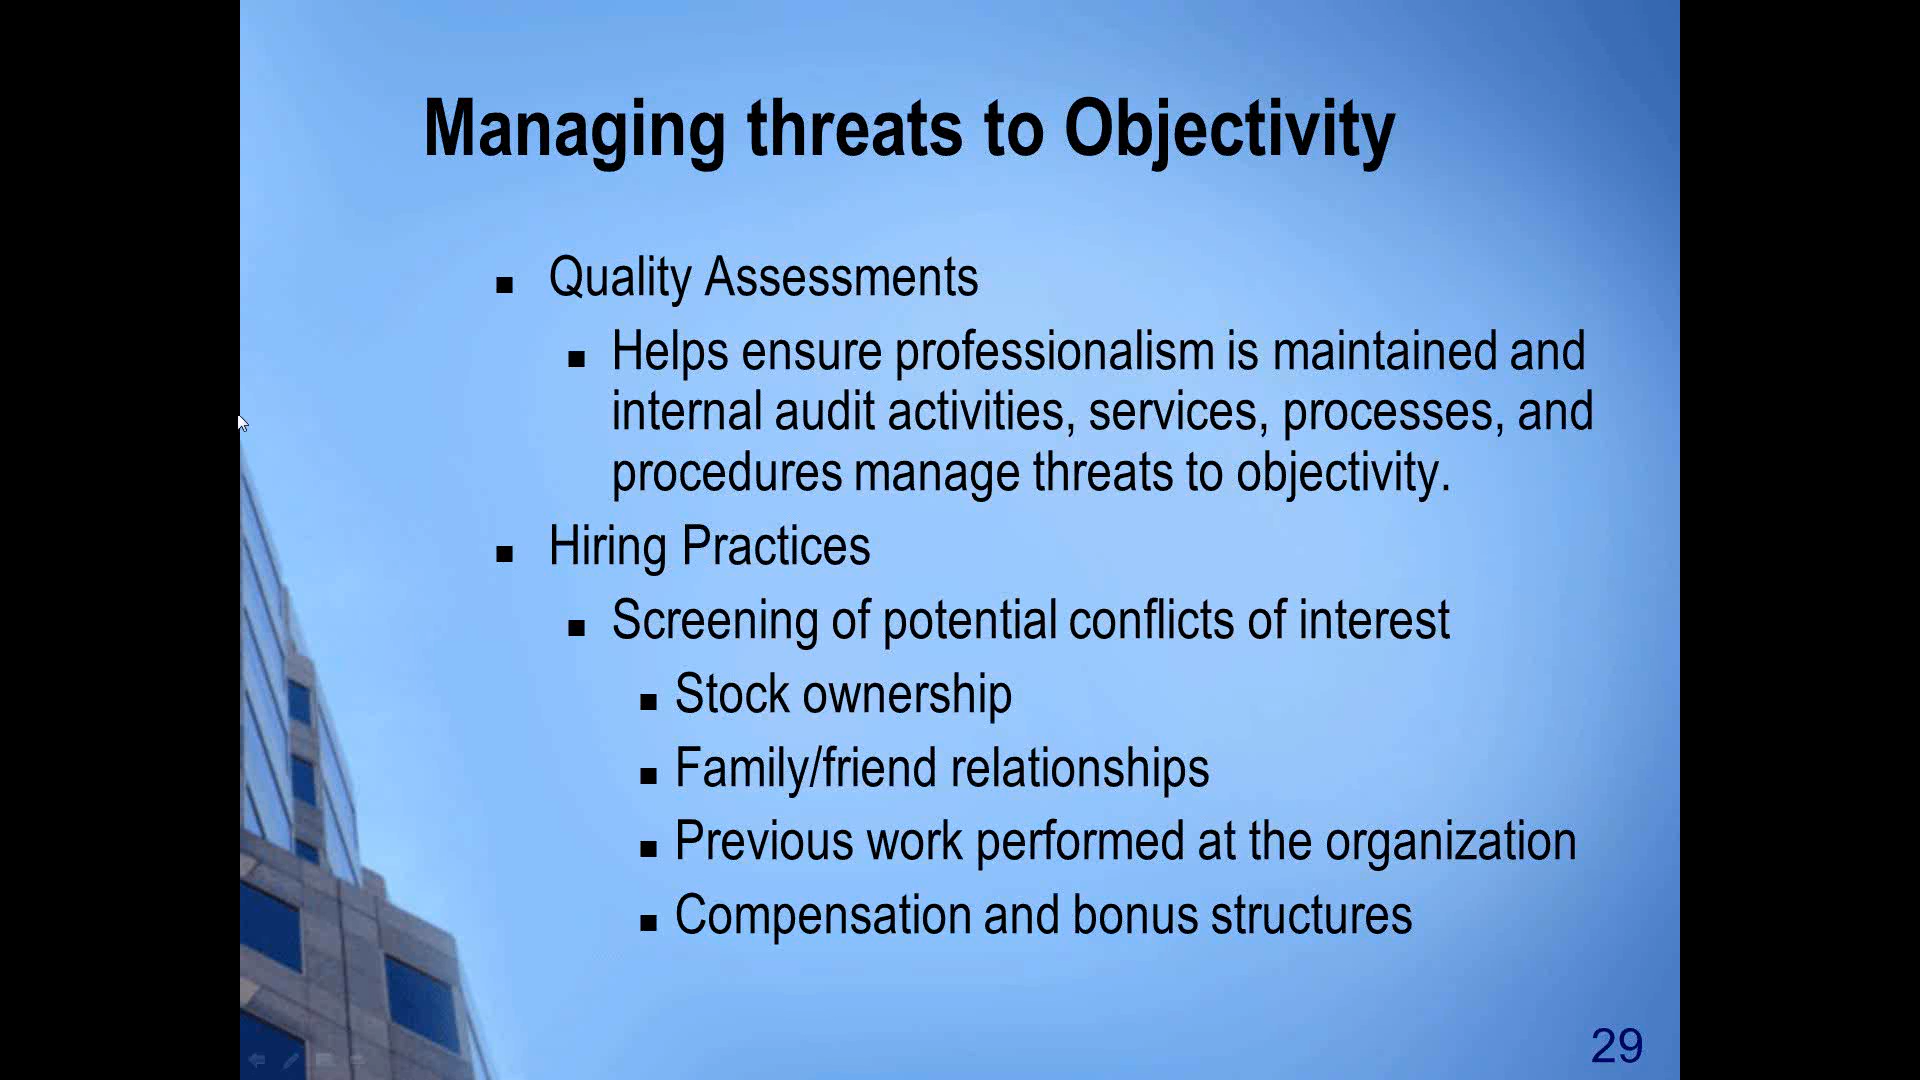 Managing threats to Objectivity
Quality Assessments
Helps ensure professionalism is maintained and
internal audit activities, services, processes, and
procedures manage threats to objectivity.
Hiring Practices
Screening of potential conflicts of interest
Stock ownership
Family/friend relationships
Previous work performed at the organization
Compensation and bonus structures
29